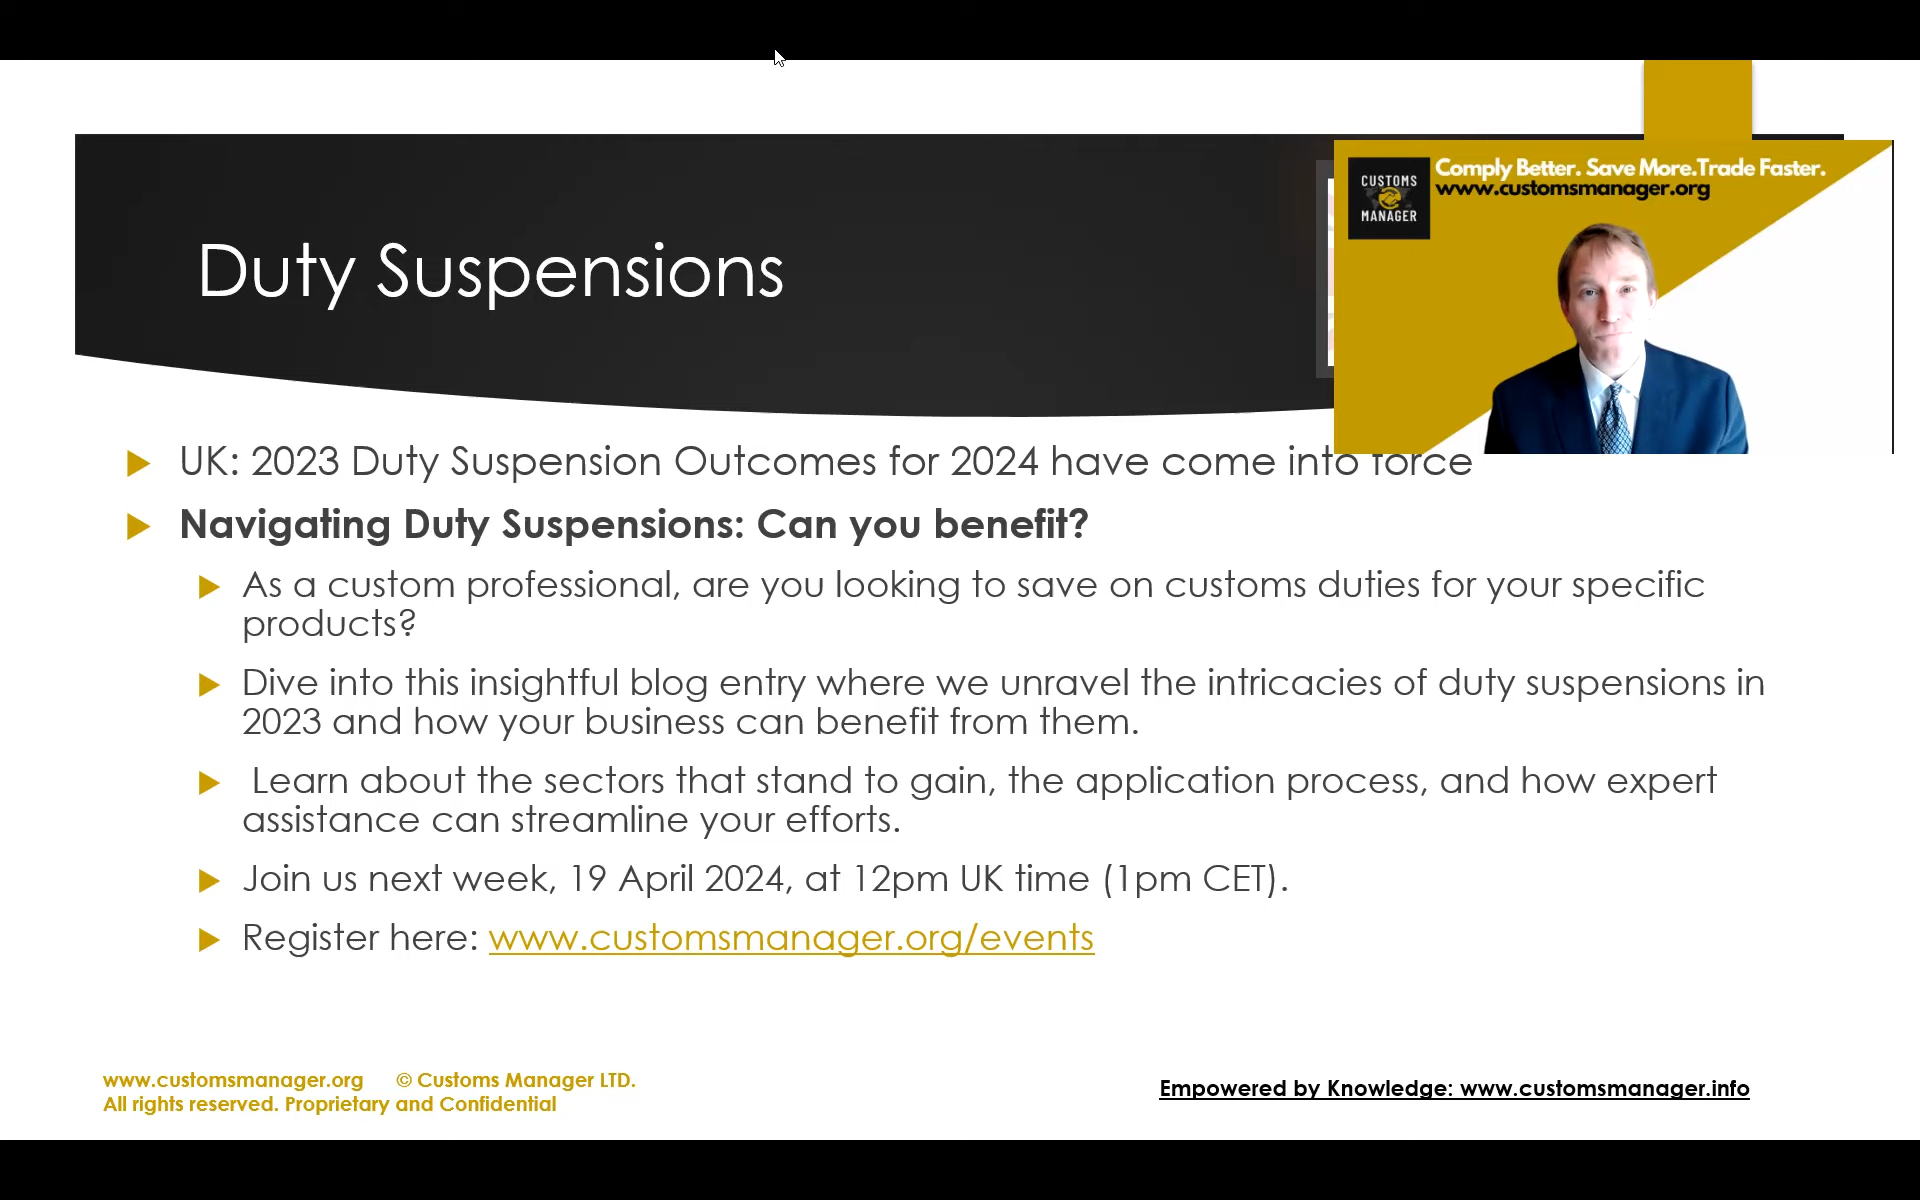 CUSTOMS
MANAGER
Comply Better. Save More.Trade Faster.
www.customsmanager.org
Duty Suspensions
UK: 2023 Duty Suspension Outcomes for 2024 have come into force
Navigating Duty Suspensions: Can you benefit?
As a custom professional, are you looking to save on customs duties for your specific
products?
Dive into this insightful blog entry where we unravel the intricacies of duty suspensions in
2023 and how your business can benefit from them.
Learn about the sectors that stand to gain, the application process, and how expert
assistance can streamline your efforts.
Join us next week, 19 April 2024, at 12pm UK time (1pm CET).
Register here: www.customsmanager.org/events
www.customsmanager.org © Customs Manager LTD.
All rights reserved. Proprietary and Confidential
Empowered by Knowledge: www.customsmanager.info